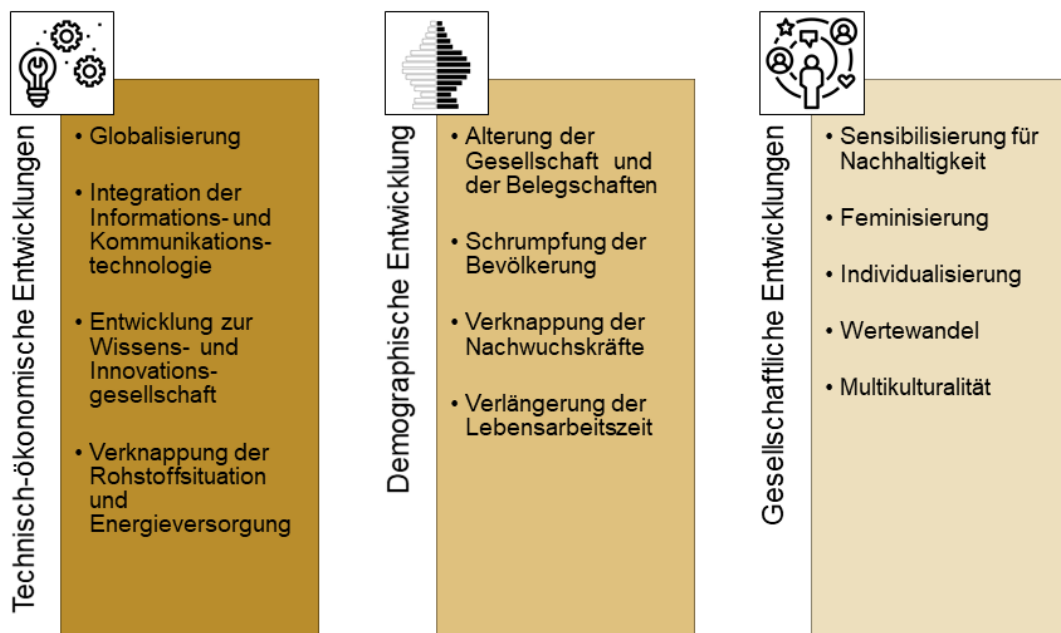 Technisch-ökonomische Entwicklungen
• Globalisierung
• Integration der
Informations- und
Kommunikations-
technologie
• Entwicklung zur
Wissens- und
Innovations-
gesellschaft
• Verknappung der
Rohstoffsituation
und
Energieversorgung
Demographische Entwicklung
• Alterung der
Gesellschaft und
der Belegschaften
• Schrumpfung der
Bevölkerung
• Verknappung der
Nachwuchskräfte
• Verlängerung der
Lebensarbeitszeit
Gesellschaftliche Entwicklungen
• Sensibilisierung für
Nachhaltigkeit
• Feminisierung
• Individualisierung
• Wertewandel
• Multikulturalität